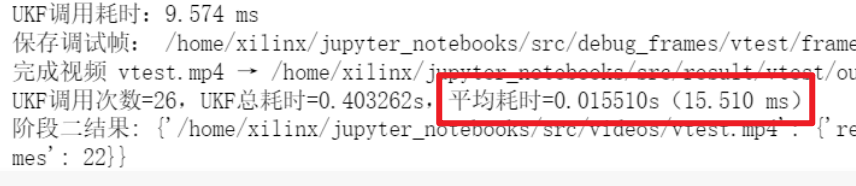 UKF调用耗时: 9.574 ms
保存调试帧: /home/xilinx/jupyter_notebooks/src/debug_frames/vtest/frame
完成视频 vtest.mp4 → /home/xilinx/jupyter_notebooks/src/result/vtest/ou
UKF调用次数=26, UKF总耗时=0.403262s, 平均耗时=0.015510s (15.510 ms)
阶段二结果: {'/home/xilinx/jupyter_notebooks/src/videos/vtest.mp4': {'re
mes': 22}}